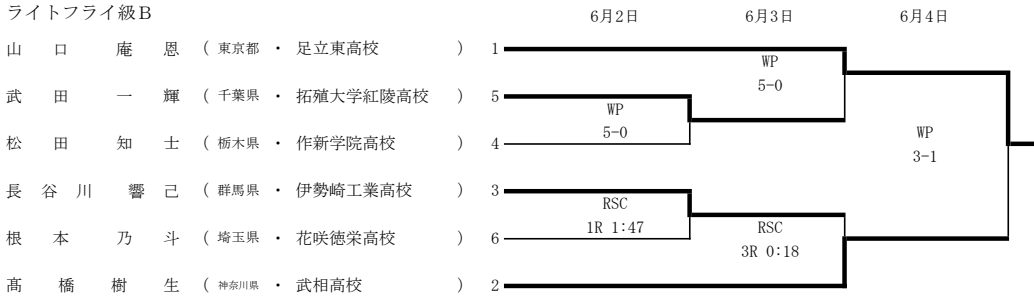 ライトフライ級B 6月2日 6月3日 6月4日
山口 庵恩 ( 東京都 ・ 足立東高校 ) 1
WP
5-0
武田 一輝 ( 千葉県 ・ 拓殖大学紅陵高校 ) 5
WP
5-0
松田 知士 ( 栃木県 ・ 作新学院高校 ) 4
WP
3-1
長谷川 響己 ( 群馬県 ・ 伊勢崎工業高校 ) 3
RSC
1R 1:47
根本 乃斗 ( 埼玉県 ・ 花咲徳栄高校 ) 6
RSC
3R 0:18
髙橋 樹生 ( 神奈川県 ・ 武相高校 ) 2